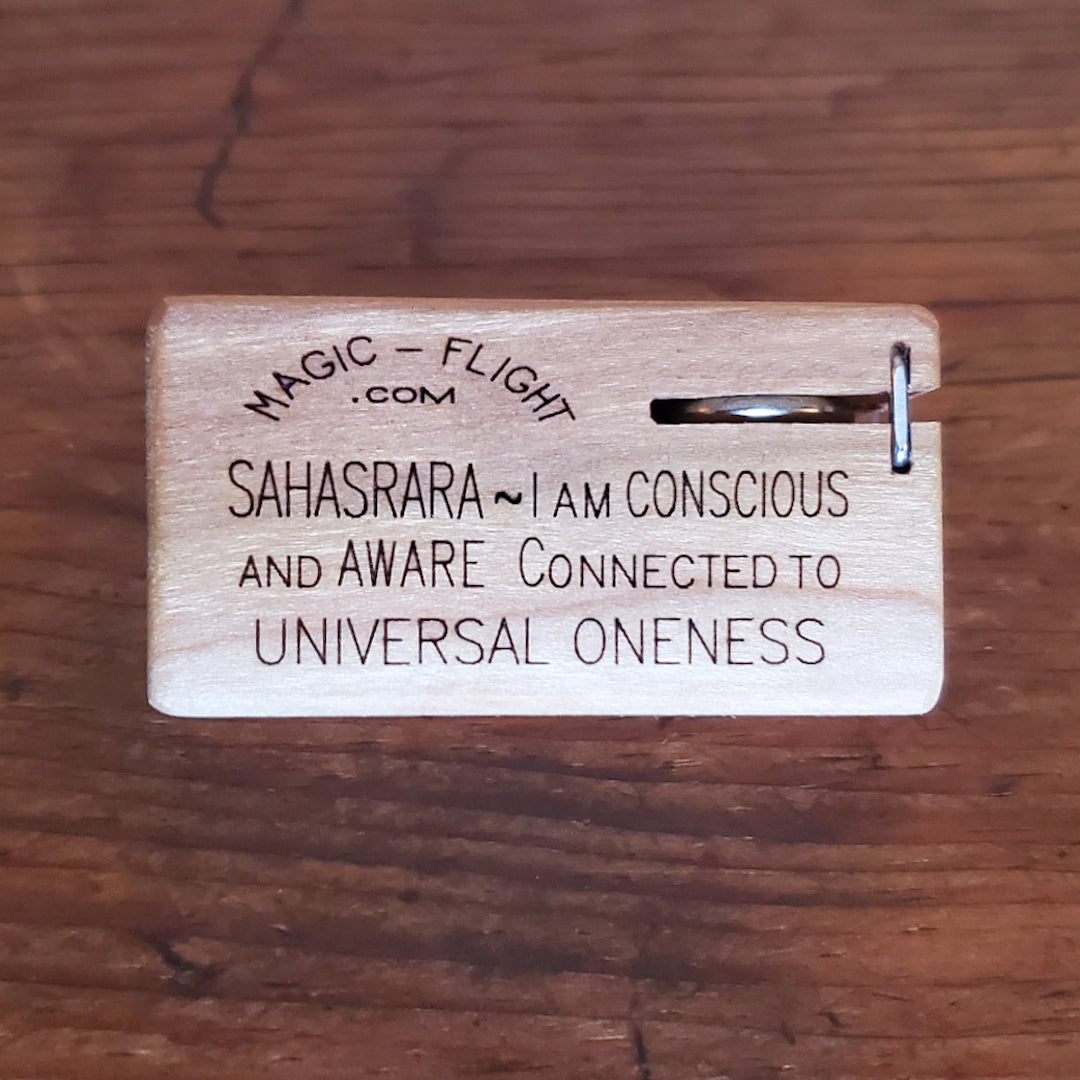 MAGIC - FLIGHT
.COM
SAHASRARA ~ I AM CONSCIOUS
AND AWARE CONNECTED TO
UNIVERSAL ONENESS